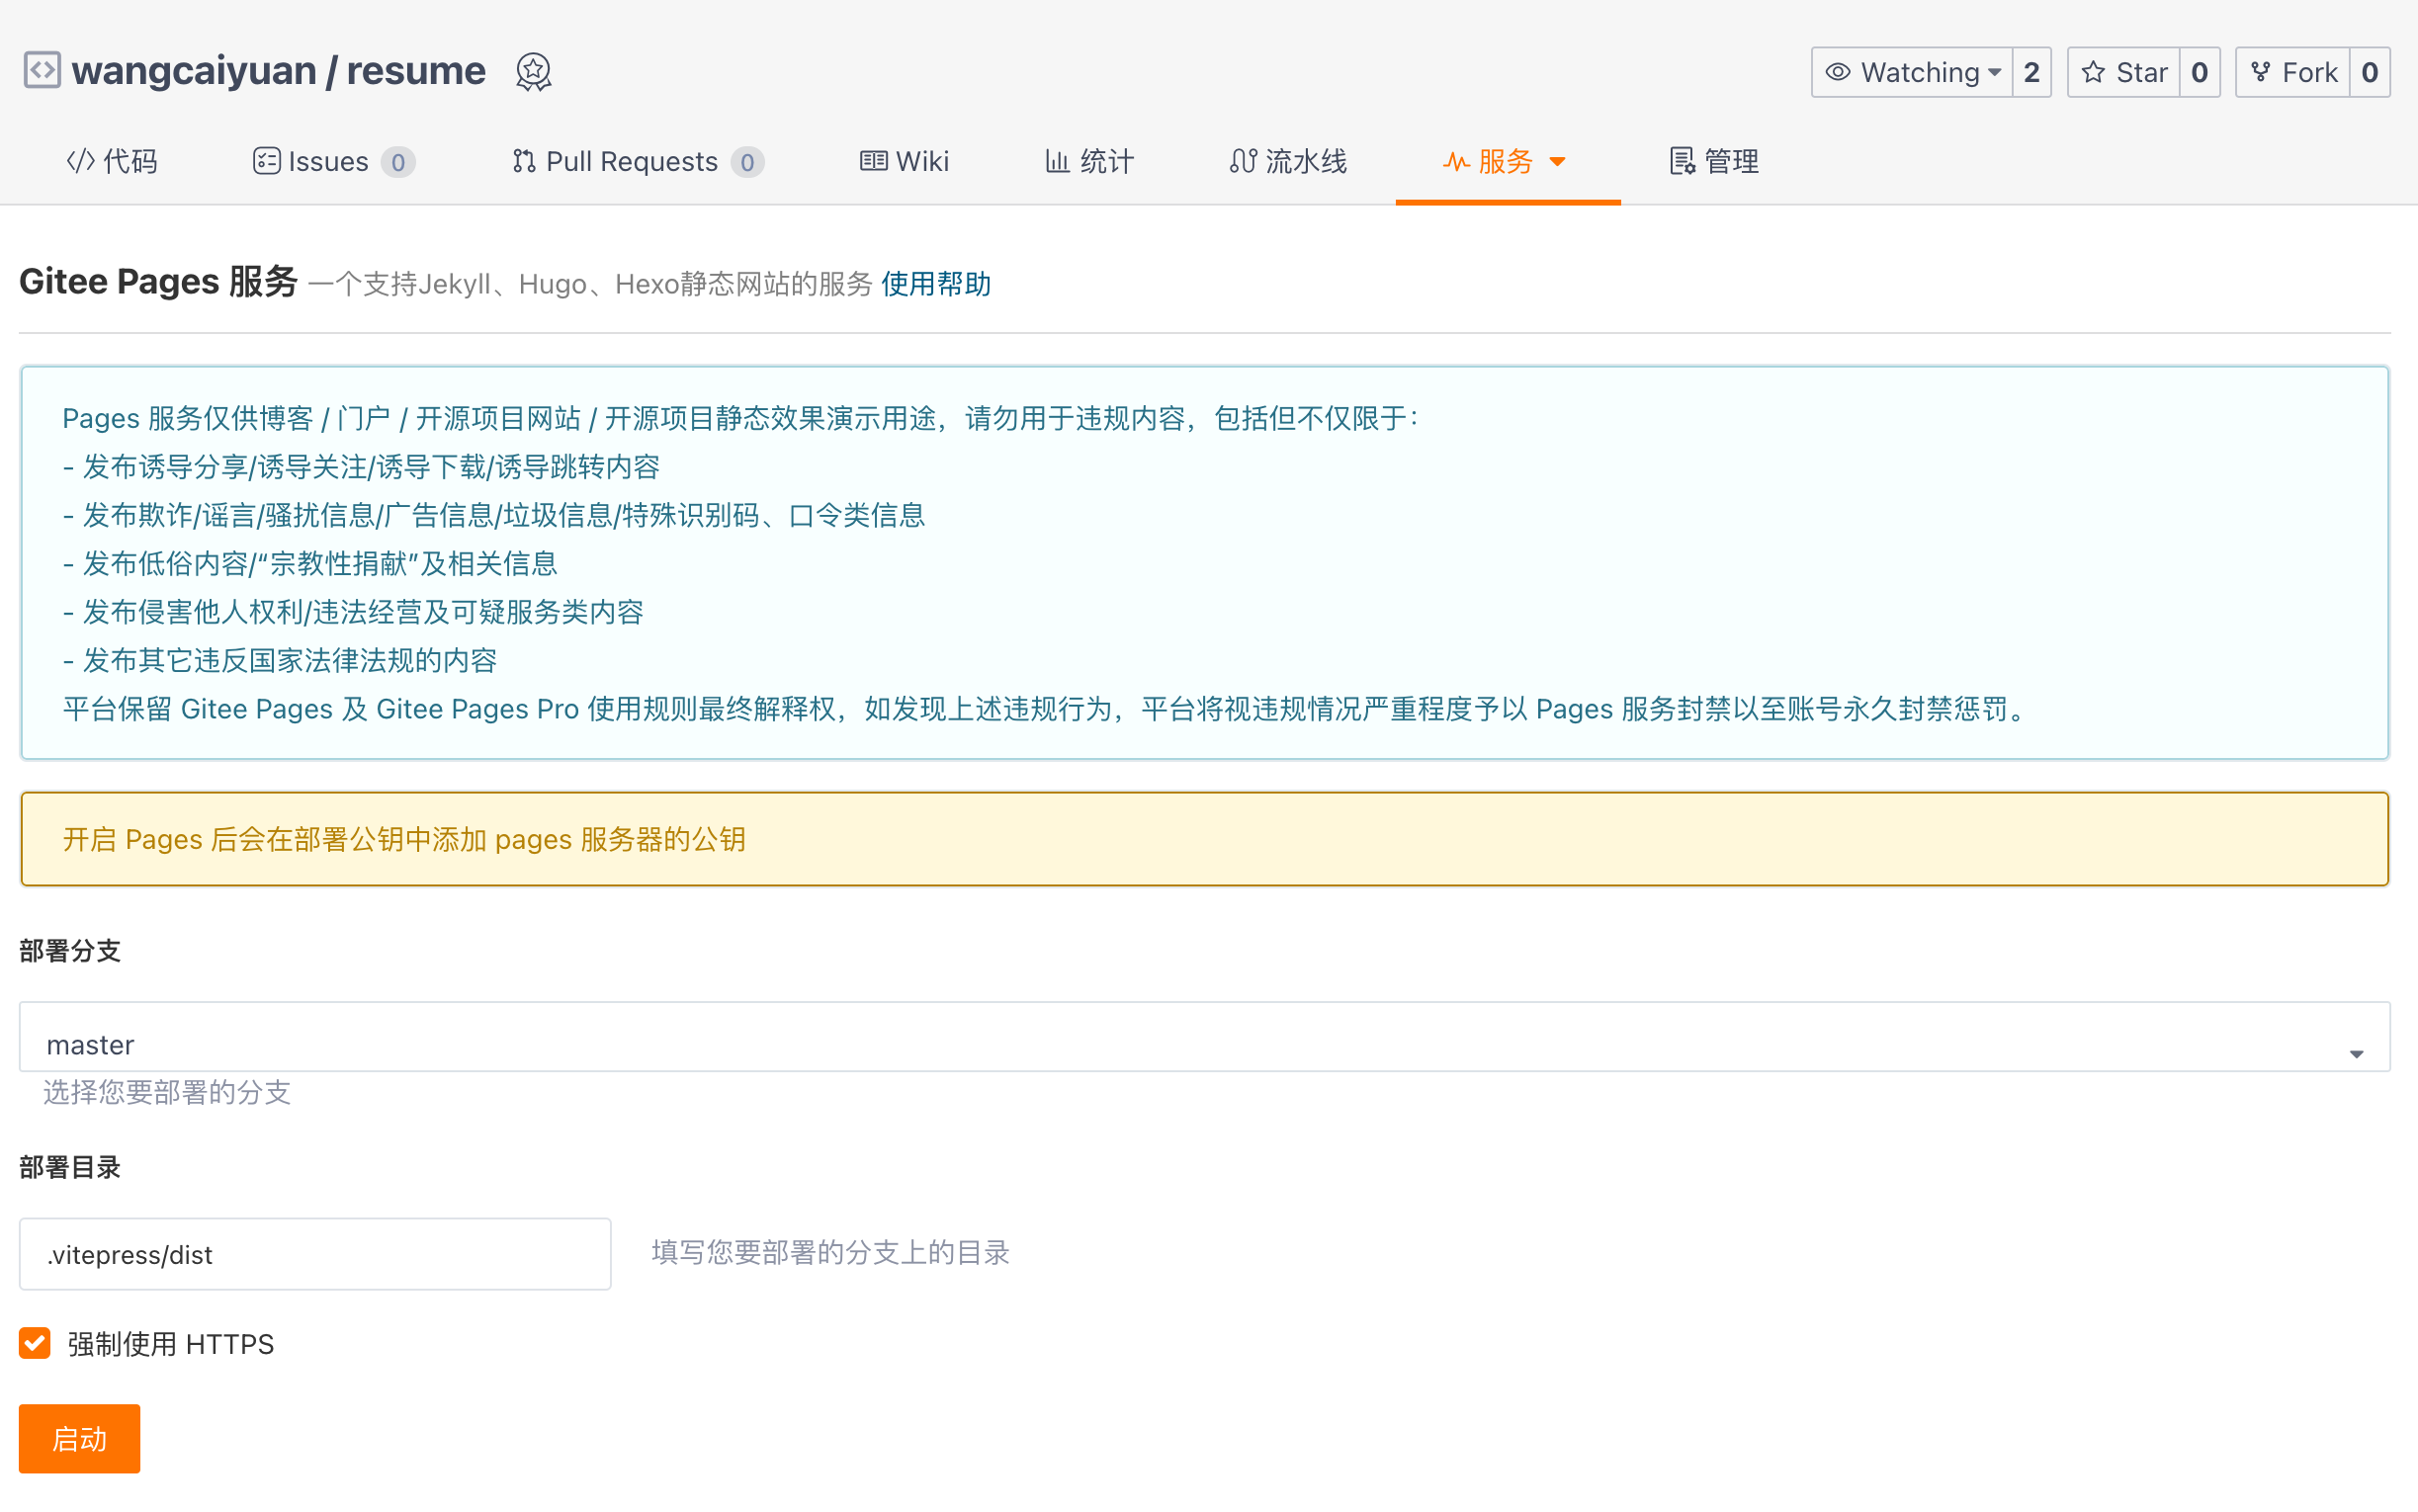 wangcaiyuan / resume
Watching 2 Star 0 Fork 0
代码 Issues 0 Pull Requests 0 Wiki 统计 流水线 服务 管理
Gitee Pages 服务 一个支持Jekyll、Hugo、Hexo静态网站的服务 使用帮助
Pages 服务仅供博客 / 门户 / 开源项目网站 / 开源项目静态效果演示用途，请勿用于违规内容，包括但不仅限于：
- 发布诱导分享/诱导关注/诱导下载/诱导跳转内容
- 发布欺诈/谣言/骚扰信息/广告信息/垃圾信息/特殊识别码、口令类信息
- 发布低俗内容/“宗教性捐献”及相关信息
- 发布侵害他人权利/违法经营及可疑服务类内容
- 发布其它违反国家法律法规的内容
平台保留 Gitee Pages 及 Gitee Pages Pro 使用规则最终解释权，如发现上述违规行为，平台将视违规情况严重程度予以 Pages 服务封禁以至账号永久封禁惩罚。
开启 Pages 后会在部署公钥中添加 pages 服务器的公钥
部署分支
master
选择您要部署的分支
部署目录
.vitepress/dist 填写您要部署的分支上的目录
强制使用 HTTPS
启动